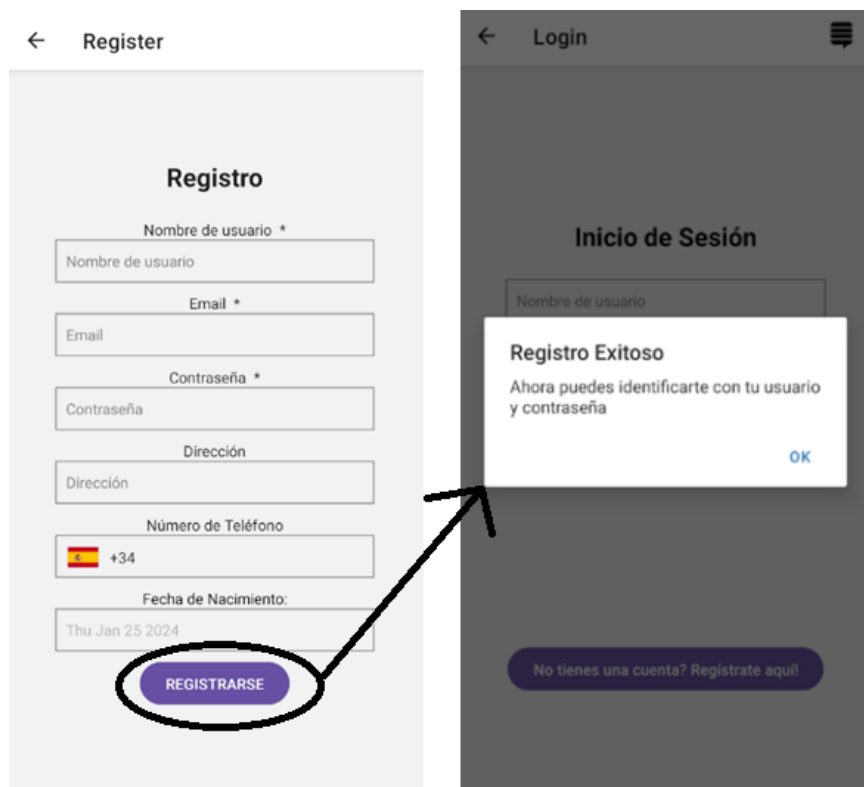 Register
Registro
Nombre de usuario *
Nombre de usuario
Email *
Email
Contraseña *
Contraseña
Dirección
Dirección
Número de Teléfono
+34
Fecha de Nacimiento:
Thu Jan 25 2024
REGISTRARSE
Login
Inicio de Sesión
Nombre de usuario
Registro Exitoso
Ahora puedes identificarte con tu usuario
y contraseña
OK
No tienes una cuenta? Regístrate aquí!